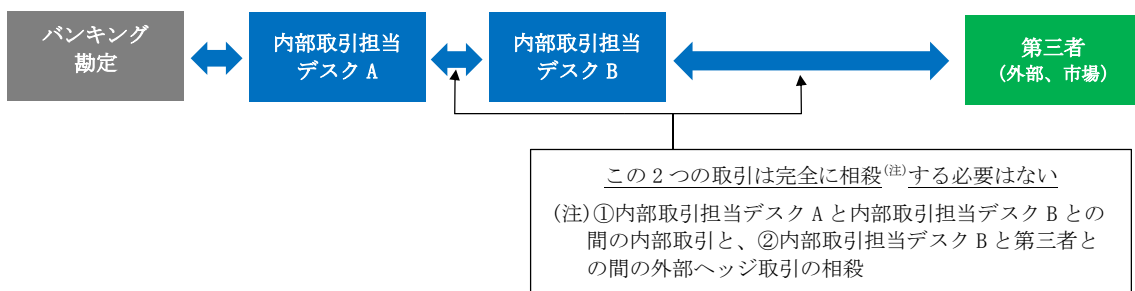 バンキング
勘定
内部取引担当
デスク A
内部取引担当
デスク B
第三者
(外部、市場)
この 2 つの取引は完全に相殺(注)する必要はない
(注)①内部取引担当デスク A と内部取引担当デスク B との
間の内部取引と、②内部取引担当デスク B と第三者と
の間の外部ヘッジ取引の相殺